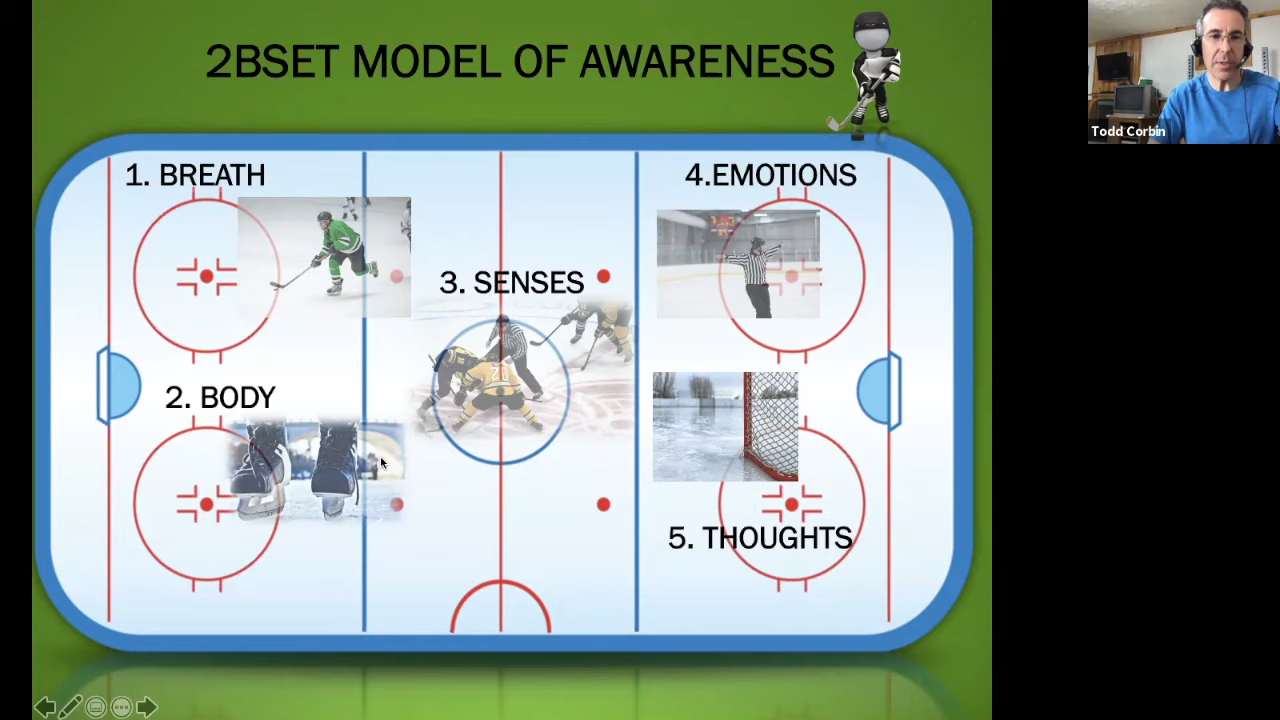 2BSET MODEL OF AWARENESS
1. BREATH
4.EMOTIONS
3. SENSES
2. BODY
5. THOUGHTS
Todd Corbin